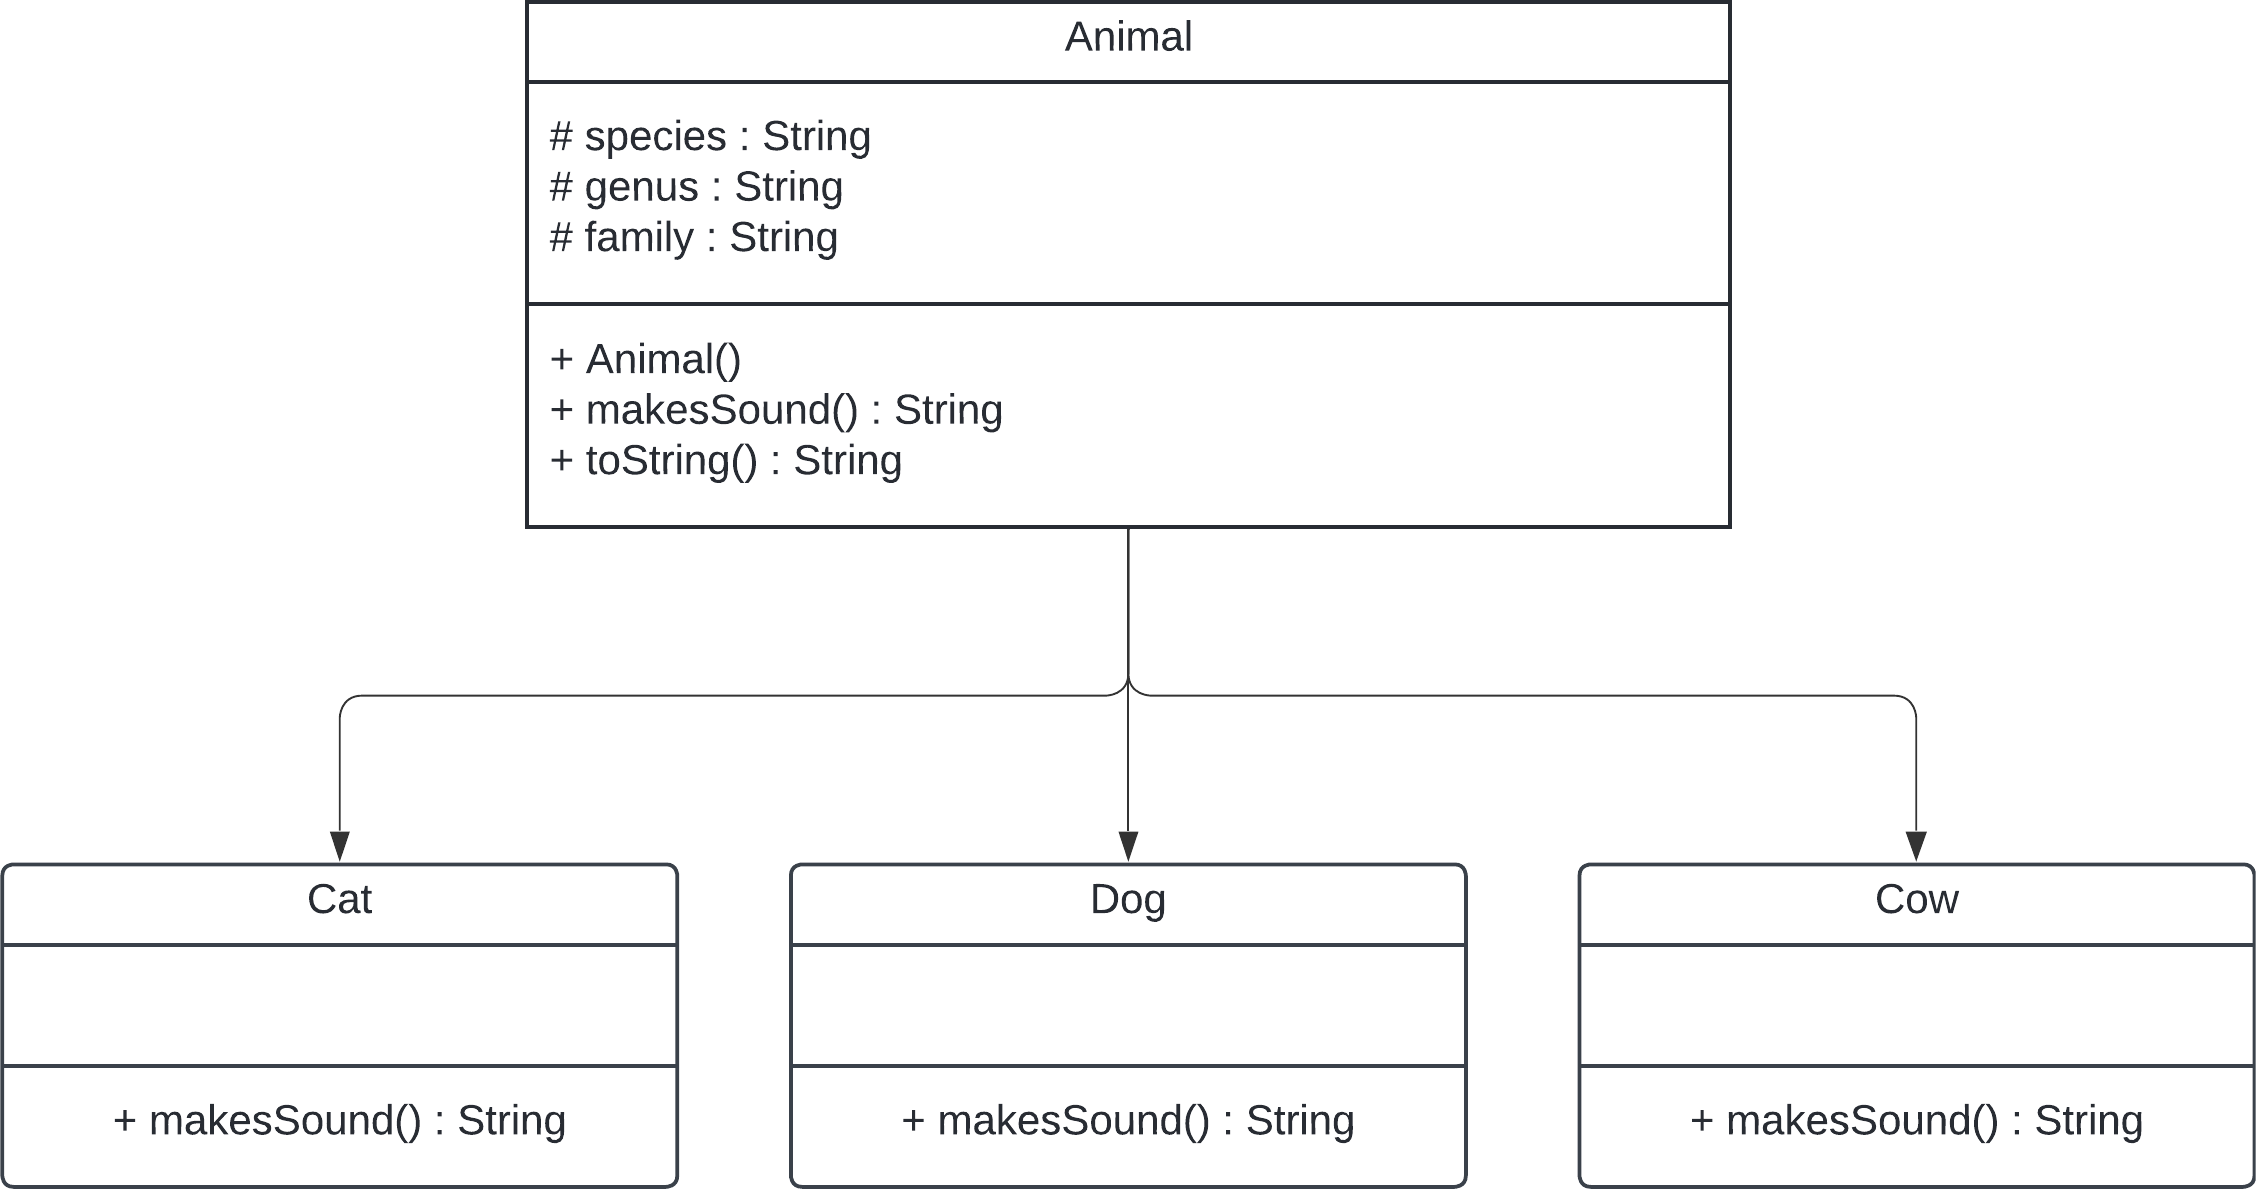 Animal
# species : String
# genus : String
# family : String
+ Animal()
+ makesSound() : String
+ toString() : String
Cat
+ makesSound() : String
Dog
+ makesSound() : String
Cow
+ makesSound() : String